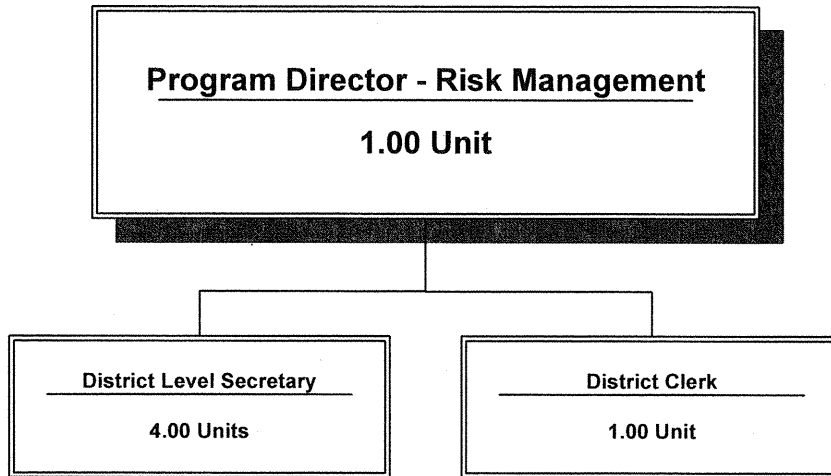 Program Director - Risk Management
1.00 Unit
District Level Secretary
4.00 Units
District Clerk
1.00 Unit